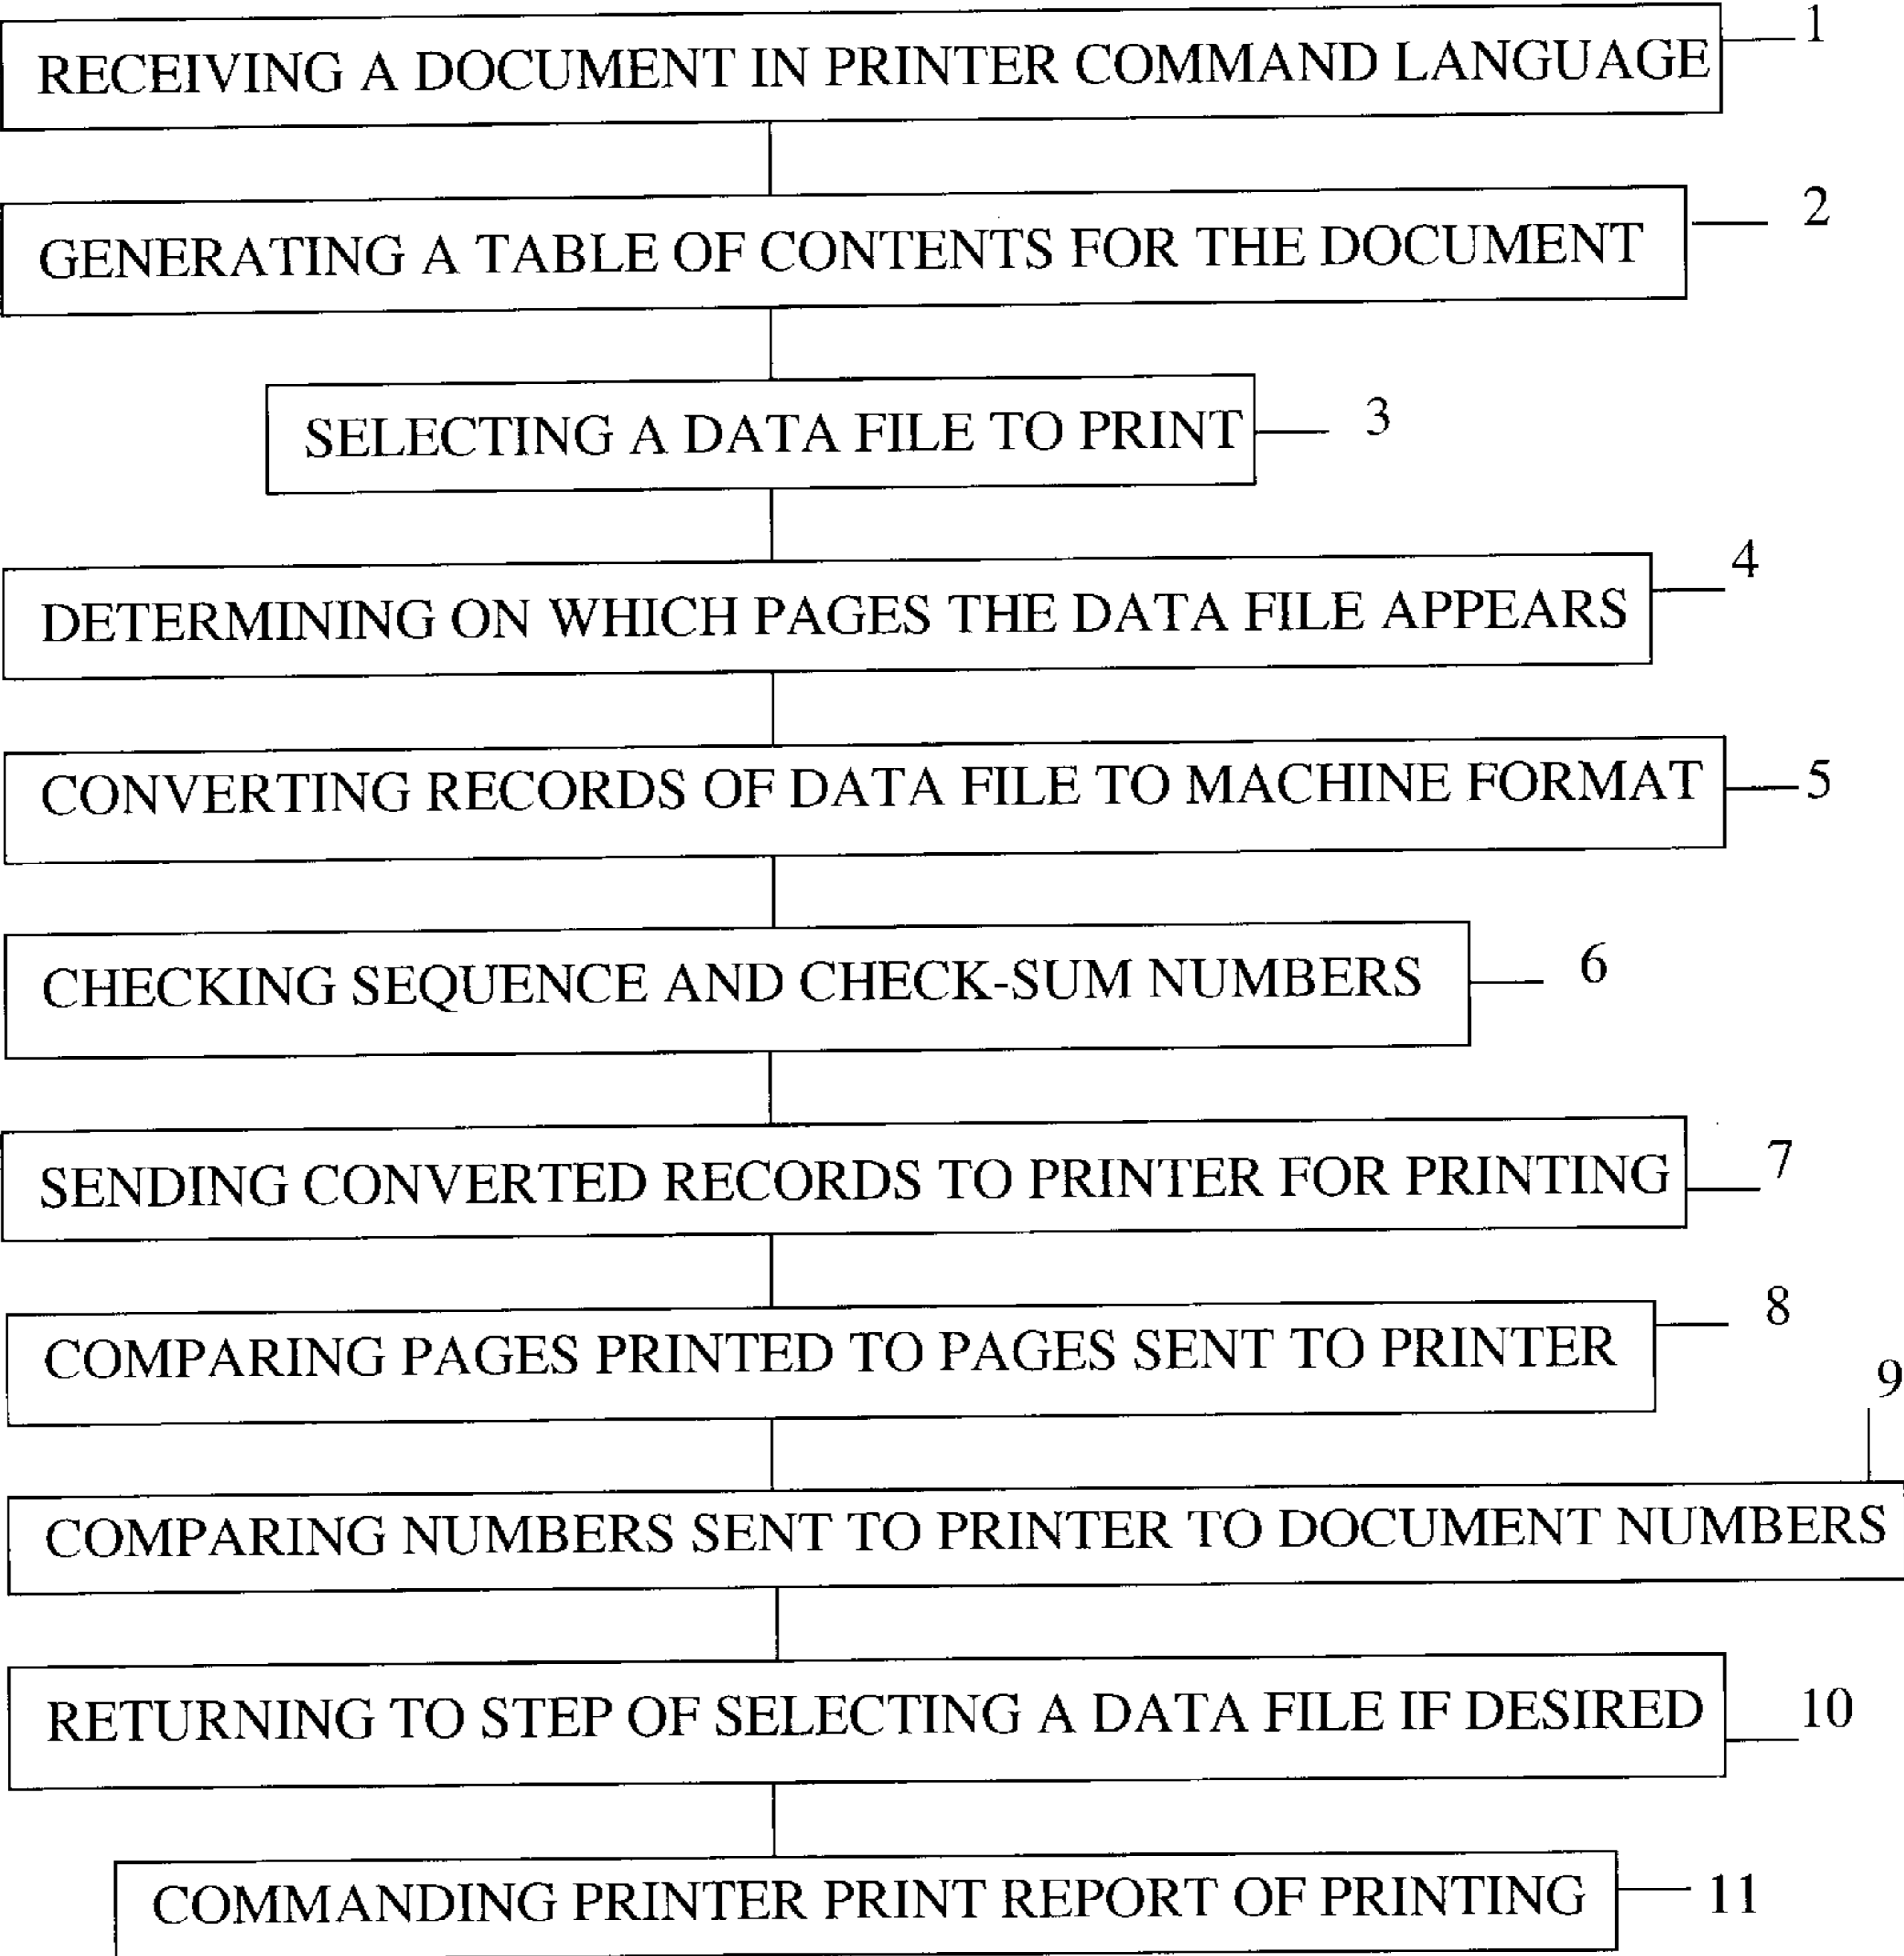 RECEIVING A DOCUMENT IN PRINTER COMMAND LANGUAGE 1
GENERATING A TABLE OF CONTENTS FOR THE DOCUMENT 2
SELECTING A DATA FILE TO PRINT 3
DETERMINING ON WHICH PAGES THE DATA FILE APPEARS 4
CONVERTING RECORDS OF DATA FILE TO MACHINE FORMAT 5
CHECKING SEQUENCE AND CHECK-SUM NUMBERS 6
SENDING CONVERTED RECORDS TO PRINTER FOR PRINTING 7
COMPARING PAGES PRINTED TO PAGES SENT TO PRINTER 8
9
COMPARING NUMBERS SENT TO PRINTER TO DOCUMENT NUMBERS
RETURNING TO STEP OF SELECTING A DATA FILE IF DESIRED 10
COMMANDING PRINTER PRINT REPORT OF PRINTING 11